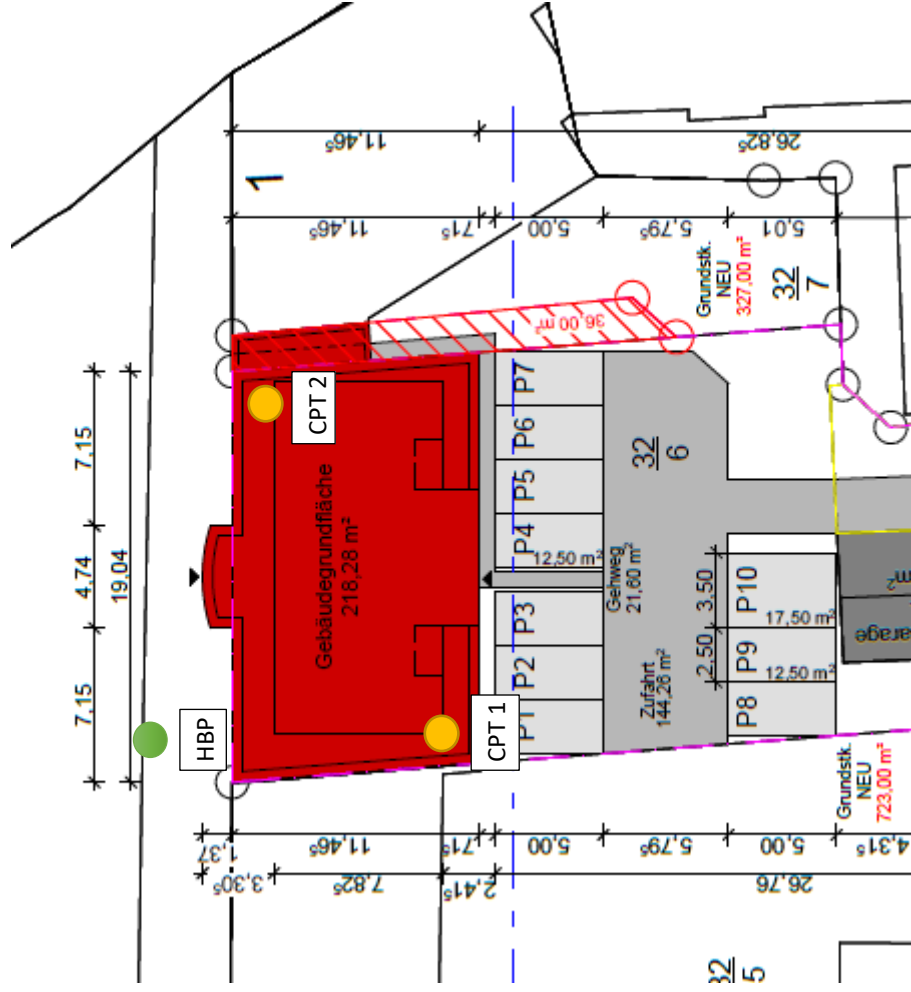 11,46⁵
26,82⁵
1
11,46⁵
71⁵
5,00
5,79⁵
5,01
Grundstk.
NEU
327,00 m²
32
7
36,00 m²
CPT 2
7,15
4.74
19,04
7,15
Gebäudegrundfläche
218,28 m²
P7
P6
P5
P4
12,50 m²
32
6
Gehweg
21,60 m²
P3
P2
P1
3,50
2,50
P10
17,50 m²
P9
12,50 m²
P8
Zufahrt
144,26 m²
m²
arage
HBP
CPT 1
Grundstk.
NEU
723,00 m²
1,37
11,46⁵
71⁵
5,00
5,79⁵
5,00
4,31⁵
3,30⁵
7,82⁵
2,41⁵
26,76
32
5